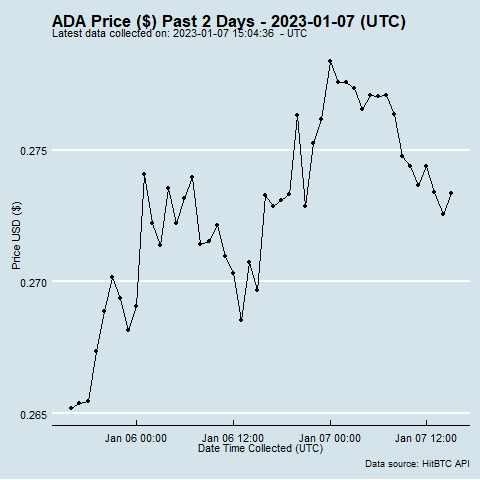 ADA Price ($) Past 2 Days - 2023-01-07 (UTC)
Latest data collected on: 2023-01-07 15:04:36 - UTC
0.275
0.270
0.265
Price USD ($)
Jan 06 00:00 Jan 06 12:00 Jan 07 00:00 Jan 07 12:00
Date Time Collected (UTC)
Data source: HitBTC API